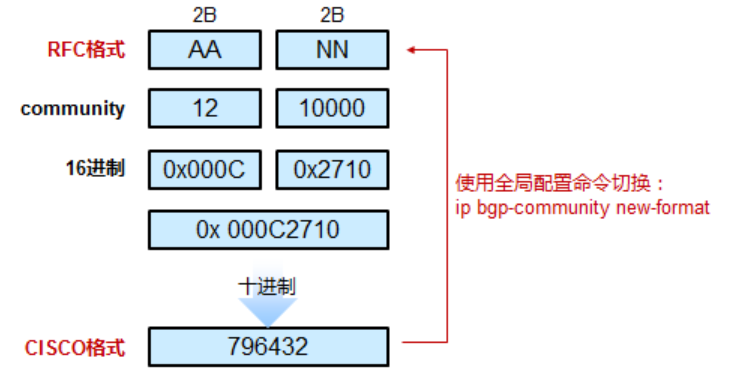 2B 2B
RFC格式 AA NN
community 12 10000
16进制 0x000C 0x2710
使用全局配置命令切换：
ip bgp-community new-format
0x 000C2710
十进制
CISCO格式 796432